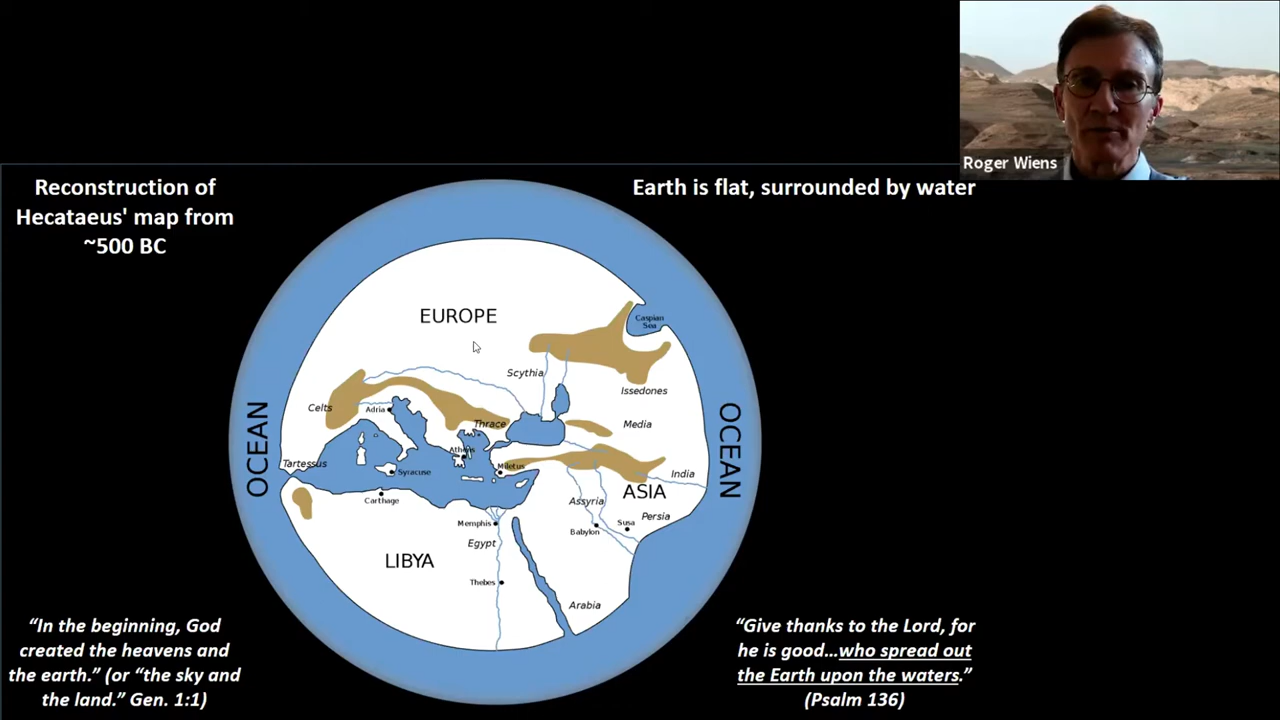 Roger Wiens
Reconstruction of
Hecataeus' map from
~500 BC
Earth is flat, surrounded by water
EUROPE
Caspian
Sea
Scythia
Issedones
Celts
Adria
Thrace
Media
OCEAN
OCEAN
Athens
Tartessus
Syracuse
Miletus
India
ASIA
Carthage
Assyria
Persia
Memphis
Susa
Babylon
Egypt
LIBYA
Thebes
Arabia
“In the beginning, God
created the heavens and
the earth.” (or “the sky and
the land.” Gen. 1:1)
“Give thanks to the Lord, for
he is good...who spread out
the Earth upon the waters.”
(Psalm 136)